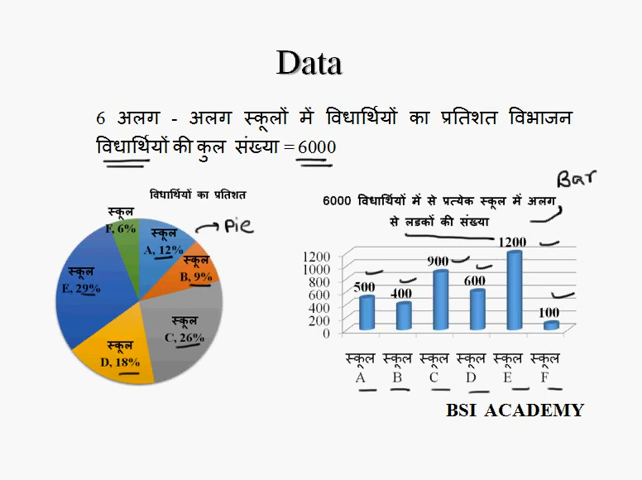 Data
6 अलग - अलग स्कूलों में विधार्थियों का प्रतिशत विभाजन
विधार्थियों की कुल संख्या = 6000
विधार्थियों का प्रतिशत
स्कूल
F, 6%
स्कूल
A, 12%
स्कूल
B, 9%
स्कूल
C, 26%
स्कूल
D, 18%
स्कूल
E, 29%
Pie
Bar
6000 विधार्थियों में से प्रत्येक स्कूल में अलग
से लडकों की संख्या
1200
1000
800
600
400
200
0
500
400
900
600
1200
100
स्कूल स्कूल स्कूल स्कूल स्कूल स्कूल
A B C D E F
BSI ACADEMY